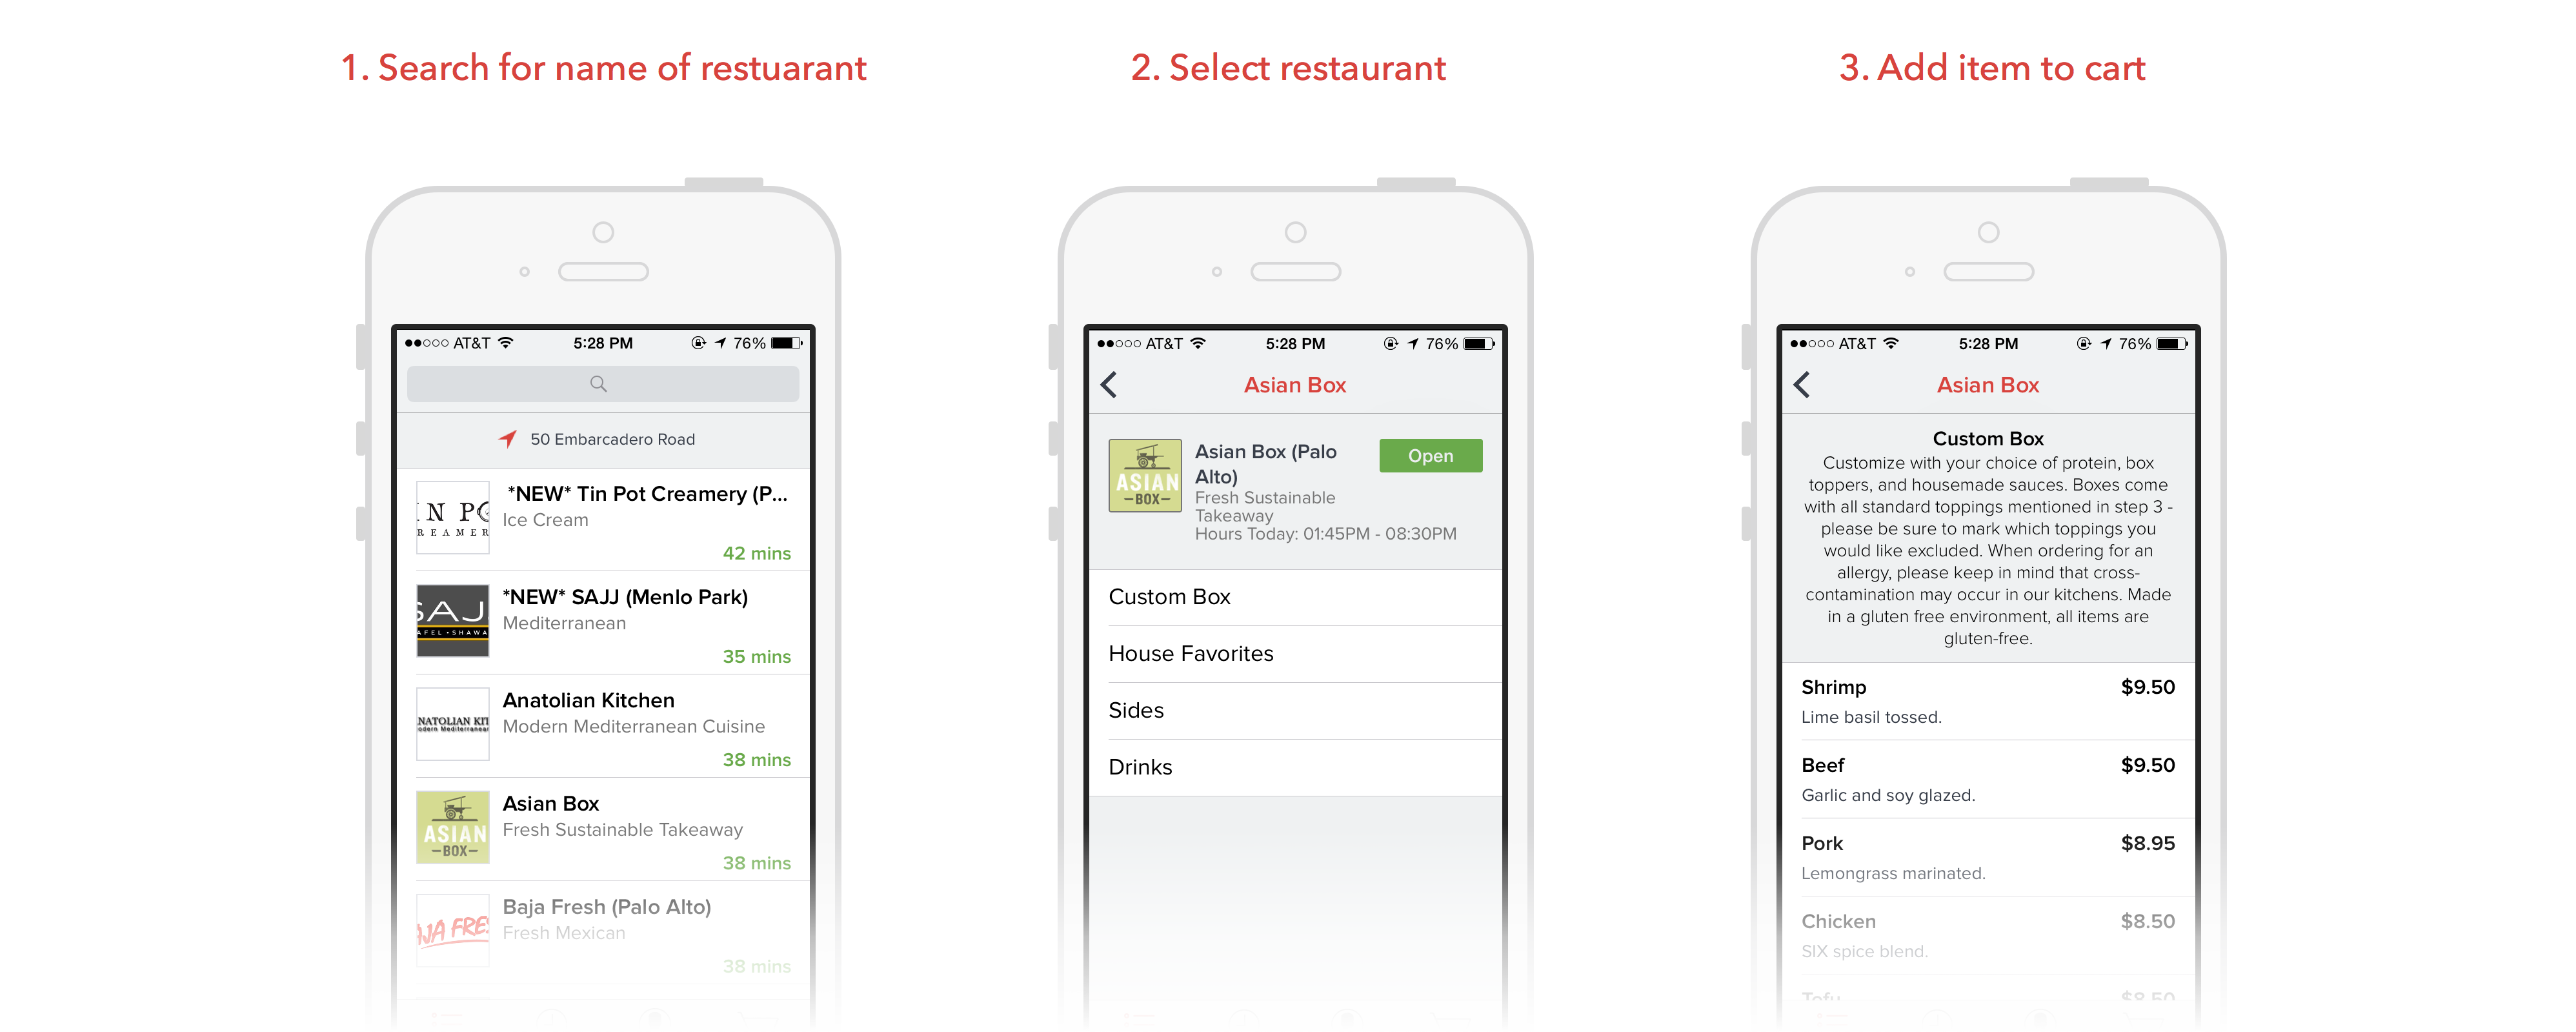 1. Search for name of restuarant
2. Select restaurant
3. Add item to cart
AT&T 5:28 PM 76%
50 Embarcadero Road
IN PO
REAMER
*NEW* Tin Pot Creamery (P...
Ice Cream
42 mins
SAJ
AFEL • SHAWA
*NEW* SAJJ (Menlo Park)
Mediterranean
35 mins
NATOLIAN KIT
odern Mediterranean
Anatolian Kitchen
Modern Mediterranean Cuisine
38 mins
ASIAN
BOX
Asian Box
Fresh Sustainable Takeaway
38 mins
AJA FRES
Baja Fresh (Palo Alto)
Fresh Mexican
38 mins
AT&T 5:28 PM 76%
Asian Box
ASIAN
BOX
Asian Box (Palo
Alto)
Open
Fresh Sustainable
Takeaway
Hours Today: 01:45PM - 08:30PM
Custom Box
House Favorites
Sides
Drinks
AT&T 5:28 PM 76%
Asian Box
Custom Box
Customize with your choice of protein, box
toppers, and housemade sauces. Boxes come
with all standard toppings mentioned in step 3 -
please be sure to mark which toppings you
would like excluded. When ordering for an
allergy, please keep in mind that cross-
contamination may occur in our kitchens. Made
in a gluten free environment, all items are
gluten-free.
Shrimp $9.50
Lime basil tossed.
Beef $9.50
Garlic and soy glazed.
Pork $8.95
Lemongrass marinated.
Chicken $8.50
SIX spice blend.
Tofu $8.50